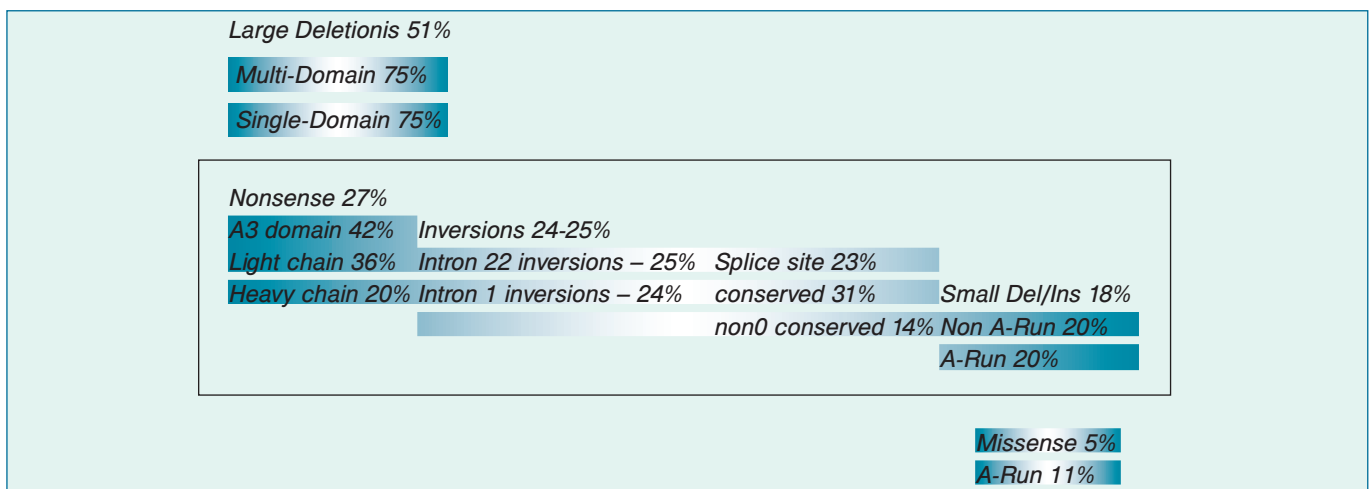 Large Deletionis 51%
Multi-Domain 75%
Single-Domain 75%
Nonsense 27%
A3 domain 42%
Light chain 36%
Heavy chain 20%
Inversions 24-25%
Intron 22 inversions – 25%
Intron 1 inversions – 24%
Splice site 23%
conserved 31%
non0 conserved 14%
Small Del/Ins 18%
Non A-Run 20%
A-Run 20%
Missense 5%
A-Run 11%